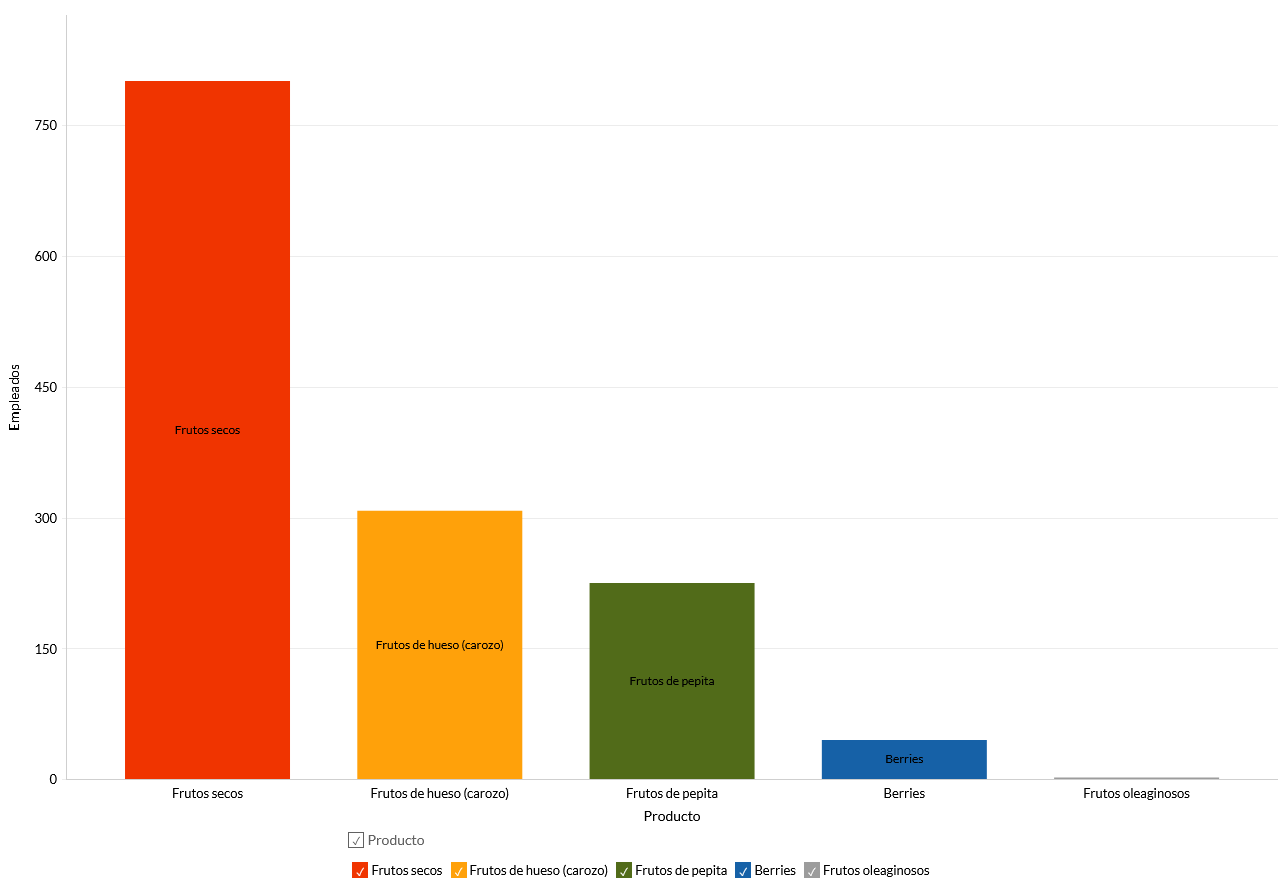 750
600
450
300
150
0
Empleados
Frutos secos
Frutos de hueso (carozo)
Frutos de pepita
Berries
Frutos secos Frutos de hueso (carozo) Frutos de pepita Berries Frutos oleaginosos
Producto
Producto
Frutos secos Frutos de hueso (carozo) Frutos de pepita Berries Frutos oleaginosos